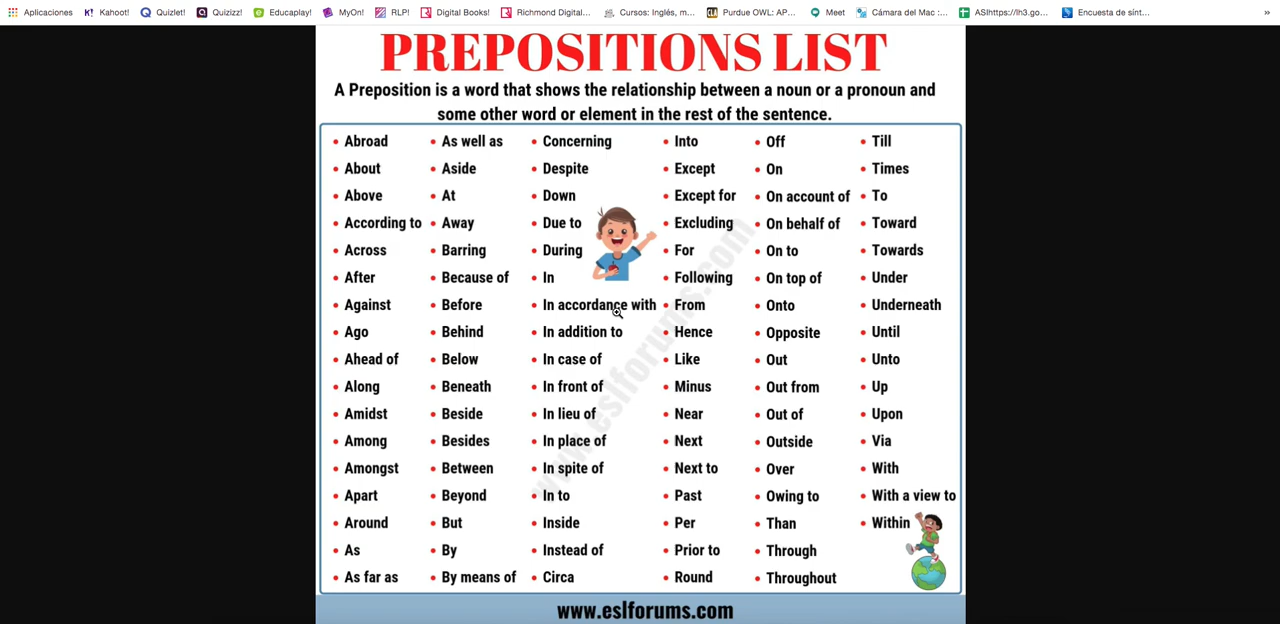 Aplicaciones K! Kahoot! Quizlet! Quizizz! Educaplay! MyOn! RLP! Digital Books! Richmond Digital... Cursos: Inglés, m... Purdue OWL: AP... Meet Cámara del Mac :... ASIhttps://lh3.go... Encuesta de sínt... »
PREPOSITIONS LIST
A Preposition is a word that shows the relationship between a noun or a pronoun and
some other word or element in the rest of the sentence.
• Abroad
• About
• Above
• According to
• Across
• After
• Against
• Ago
• Ahead of
• Along
• Amidst
• Among
• Amongst
• Apart
• Around
• As
• As far as
• As well as
• Aside
• At
• Away
• Barring
• Because of
• Before
• Behind
• Below
• Beneath
• Beside
• Besides
• Between
• Beyond
• But
• By
• By means of
• Concerning
• Despite
• Down
• Due to
• During
• In
• In accordance with
• In addition to
• In case of
• In front of
• In lieu of
• In place of
• In spite of
• In to
• Inside
• Instead of
• Circa
• Into
• Except
• Except for
• Excluding
• For
• Following
• From
• Hence
• Like
• Minus
• Near
• Next
• Next to
• Past
• Per
• Prior to
• Round
• Off
• On
• On account of
• On behalf of
• On to
• On top of
• Onto
• Opposite
• Out
• Out from
• Out of
• Outside
• Over
• Owing to
• Than
• Through
• Throughout
• Till
• Times
• To
• Toward
• Towards
• Under
• Underneath
• Until
• Unto
• Up
• Upon
• Via
• With
• With a view to
• Within
www.eslforums.com
www.eslforums.com